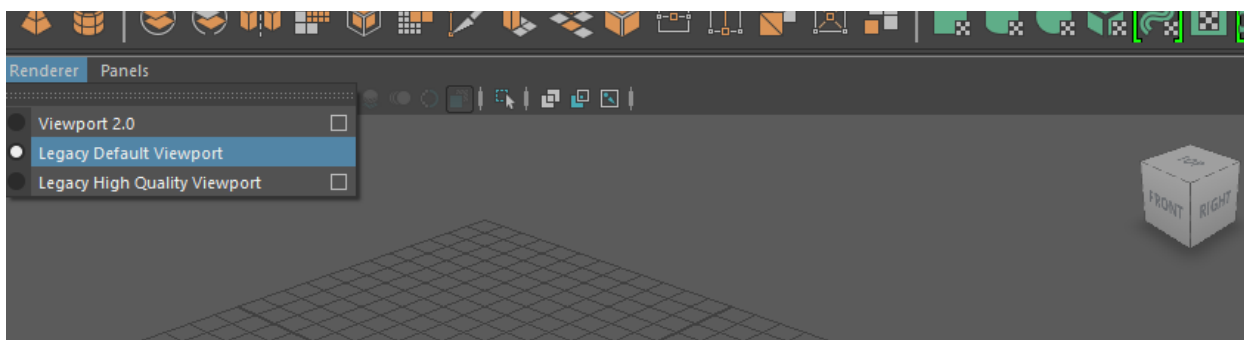 Renderer Panels
Viewport 2.0
Legacy Default Viewport
Legacy High Quality Viewport
TOP
FRONT RIGHT